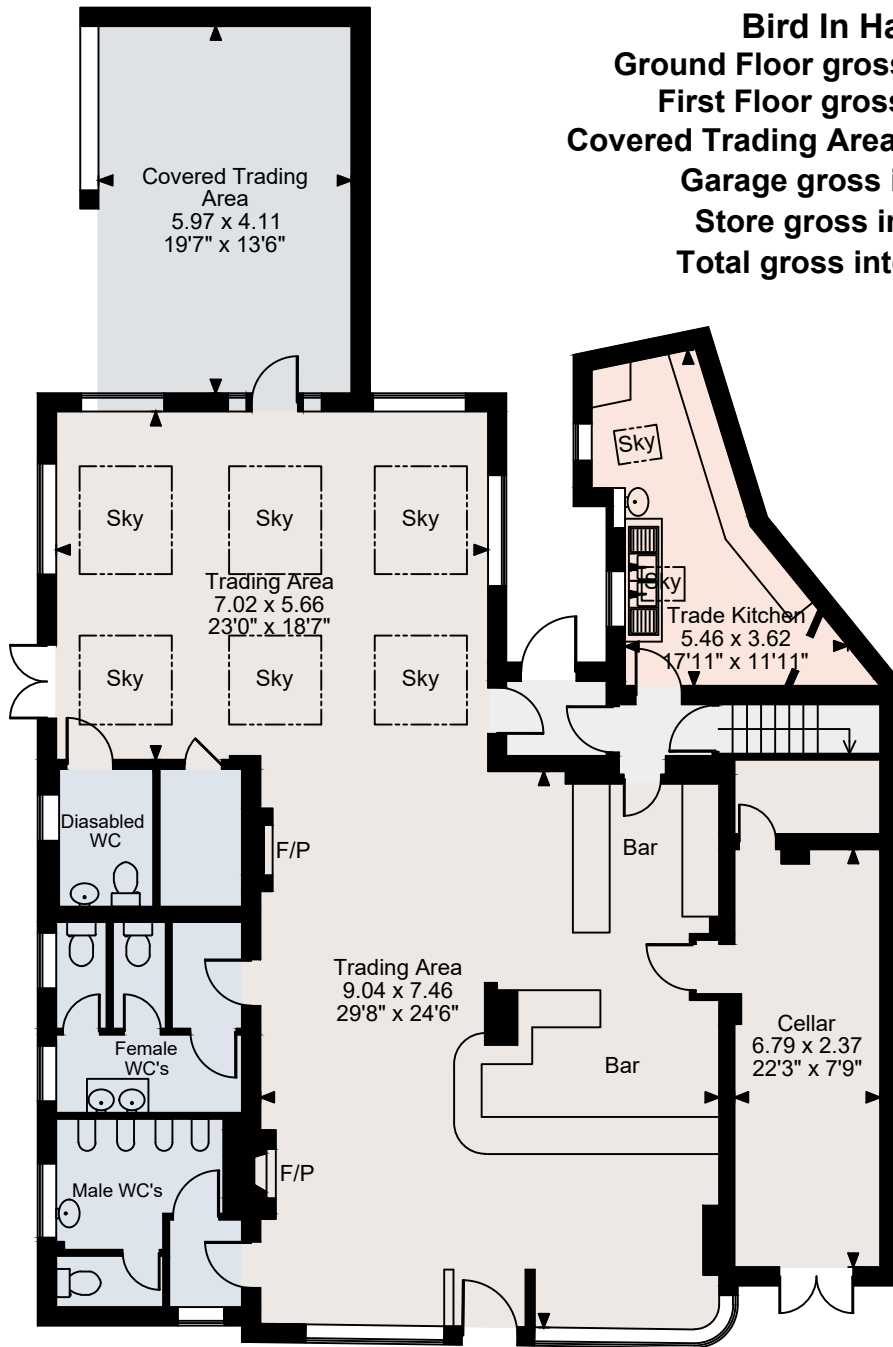 Bird In Ha
Ground Floor gross
First Floor gross
Covered Trading Area
Garage gross i
Store gross in
Total gross inte
Covered Trading
Area
5.97 x 4.11
19'7" x 13'6"
Sky
Sky
Sky
Sky
Trading Area
7.02 x 5.66
23'0" x 18'7"
Sky
Trade Kitchen
5.46 x 3.62
17'11" x 11'11"
Sky
Sky
Sky
Diasabled
WC
F/P
Bar
Trading Area
9.04 x 7.46
29'8" x 24'6"
Cellar
6.79 x 2.37
22'3" x 7'9"
Female
WC's
Bar
Male WC's
F/P